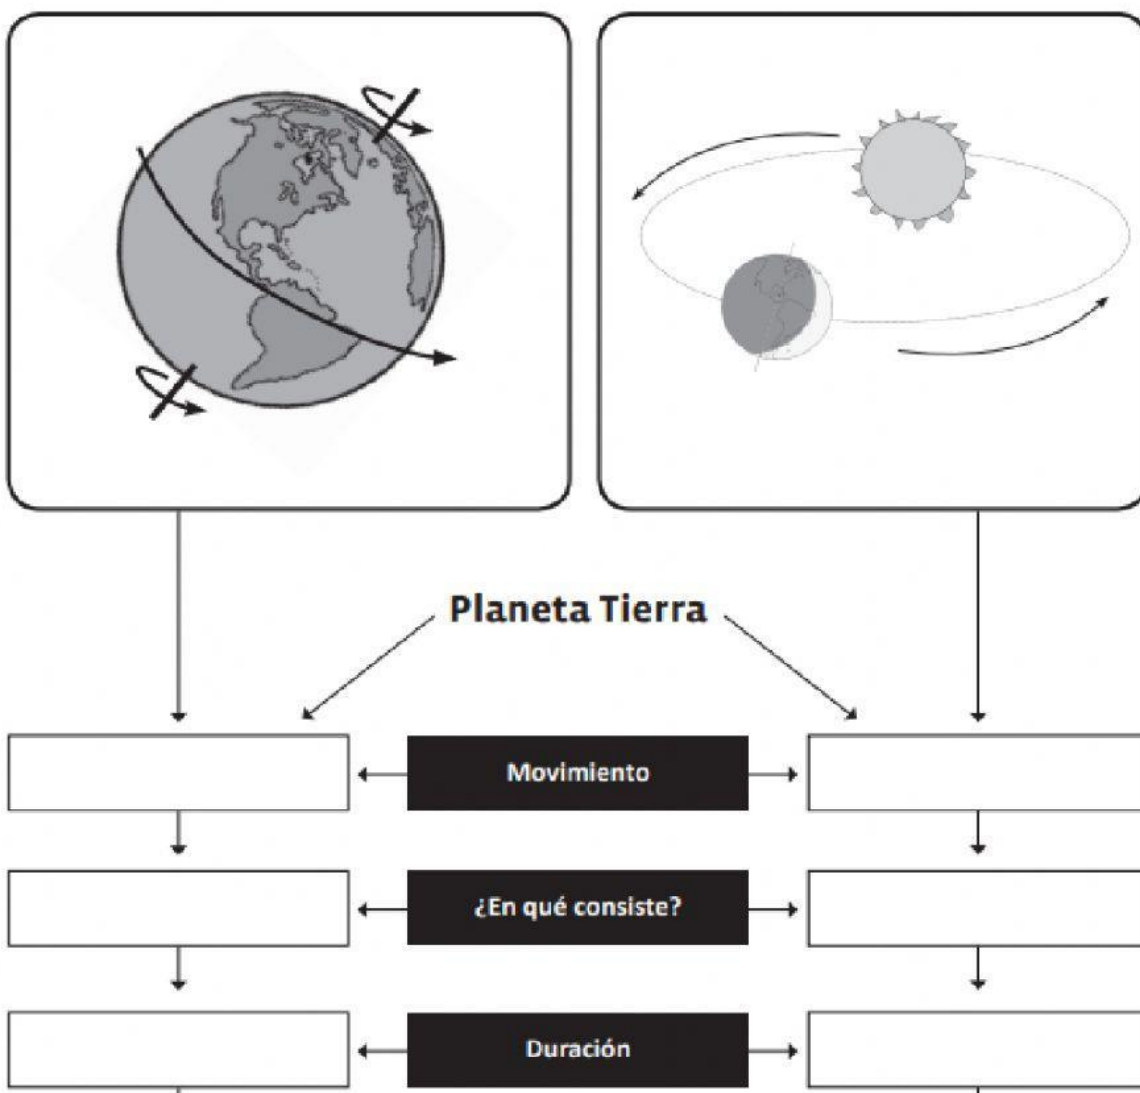 Planeta Tierra
Movimiento
¿En qué consiste?
Duración